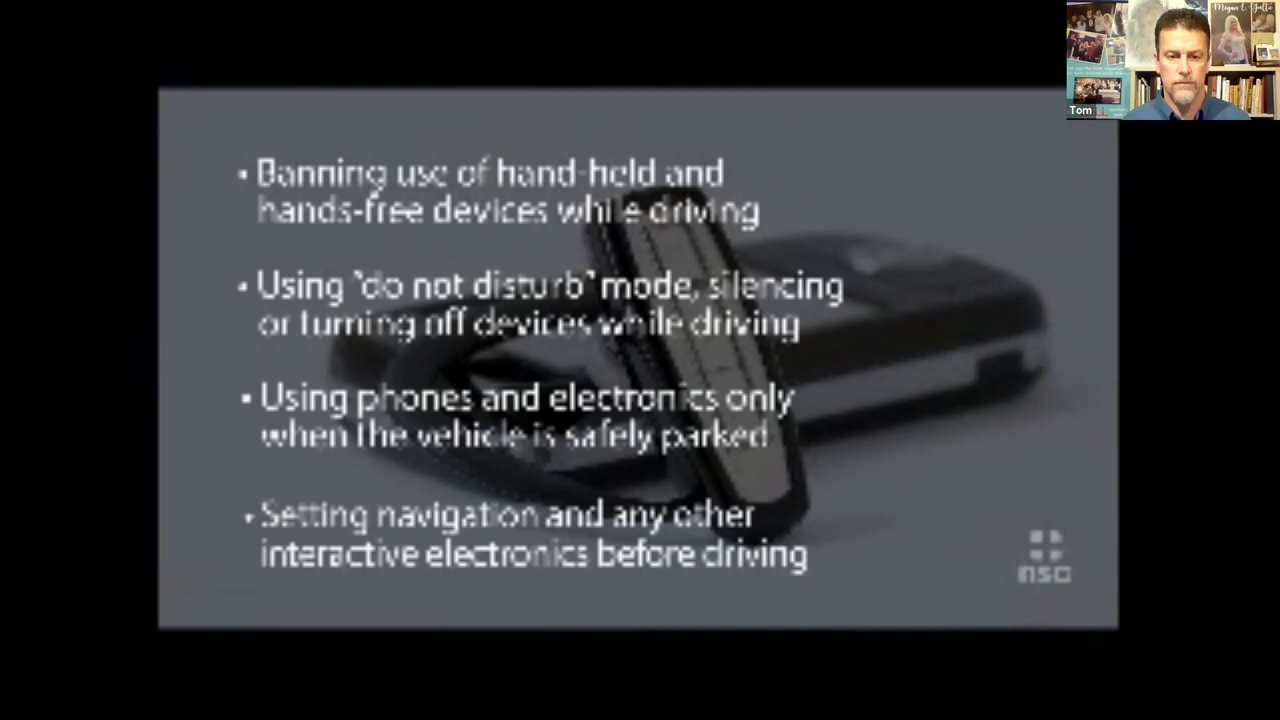 • Banning use of hand-held and
hands-free devices while driving
• Using "do not disturb" mode, silencing
or turning off devices while driving
• Using phones and electronics only
when the vehicle is safely parked
• Setting navigation and any other
interactive electronics before driving
nsc
Tom